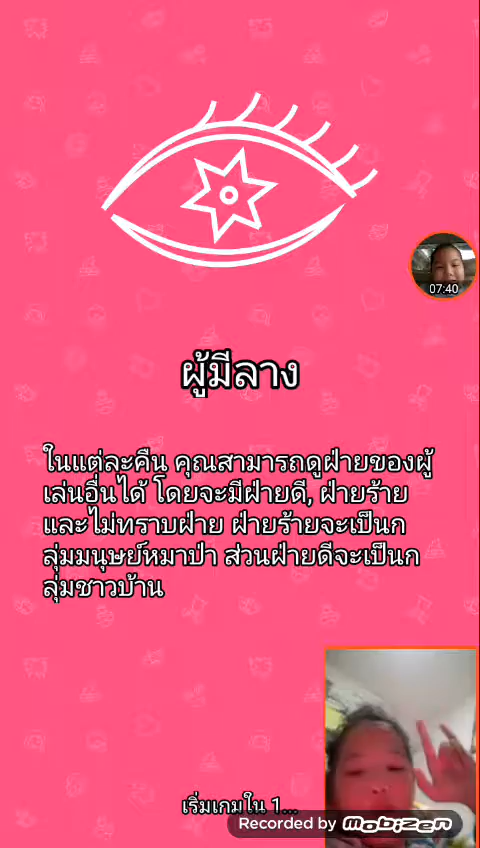 07:40
ผู้มีลาง
ในแต่ละคืน คุณสามารถดูฝ่ายของผู้
เล่นอื่นได้ โดยจะมีฝ่ายดี, ฝ่ายร้าย
และไม่ทราบฝ่าย ฝ่ายร้ายจะเป็นก
ลุ่มมนุษย์หมาป่า ส่วนฝ่ายดีจะเป็นก
ลุ่มชาวบ้าน
เริ่มเกมใน 1...
Recorded by Mobizen